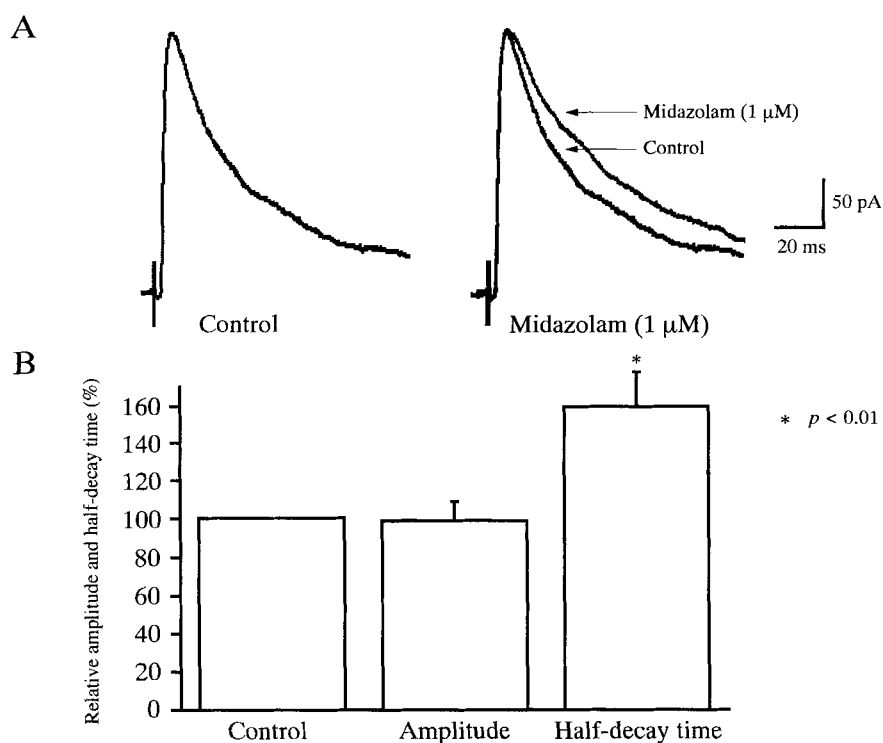 A
Midazolam (1 μM)
Control
50 pA
20 ms
Control
Midazolam (1 μM)
B
Relative amplitude and half-decay time (%)
160
140
120
100
80
60
40
20
0
*
* p < 0.01
Control
Amplitude
Half-decay time